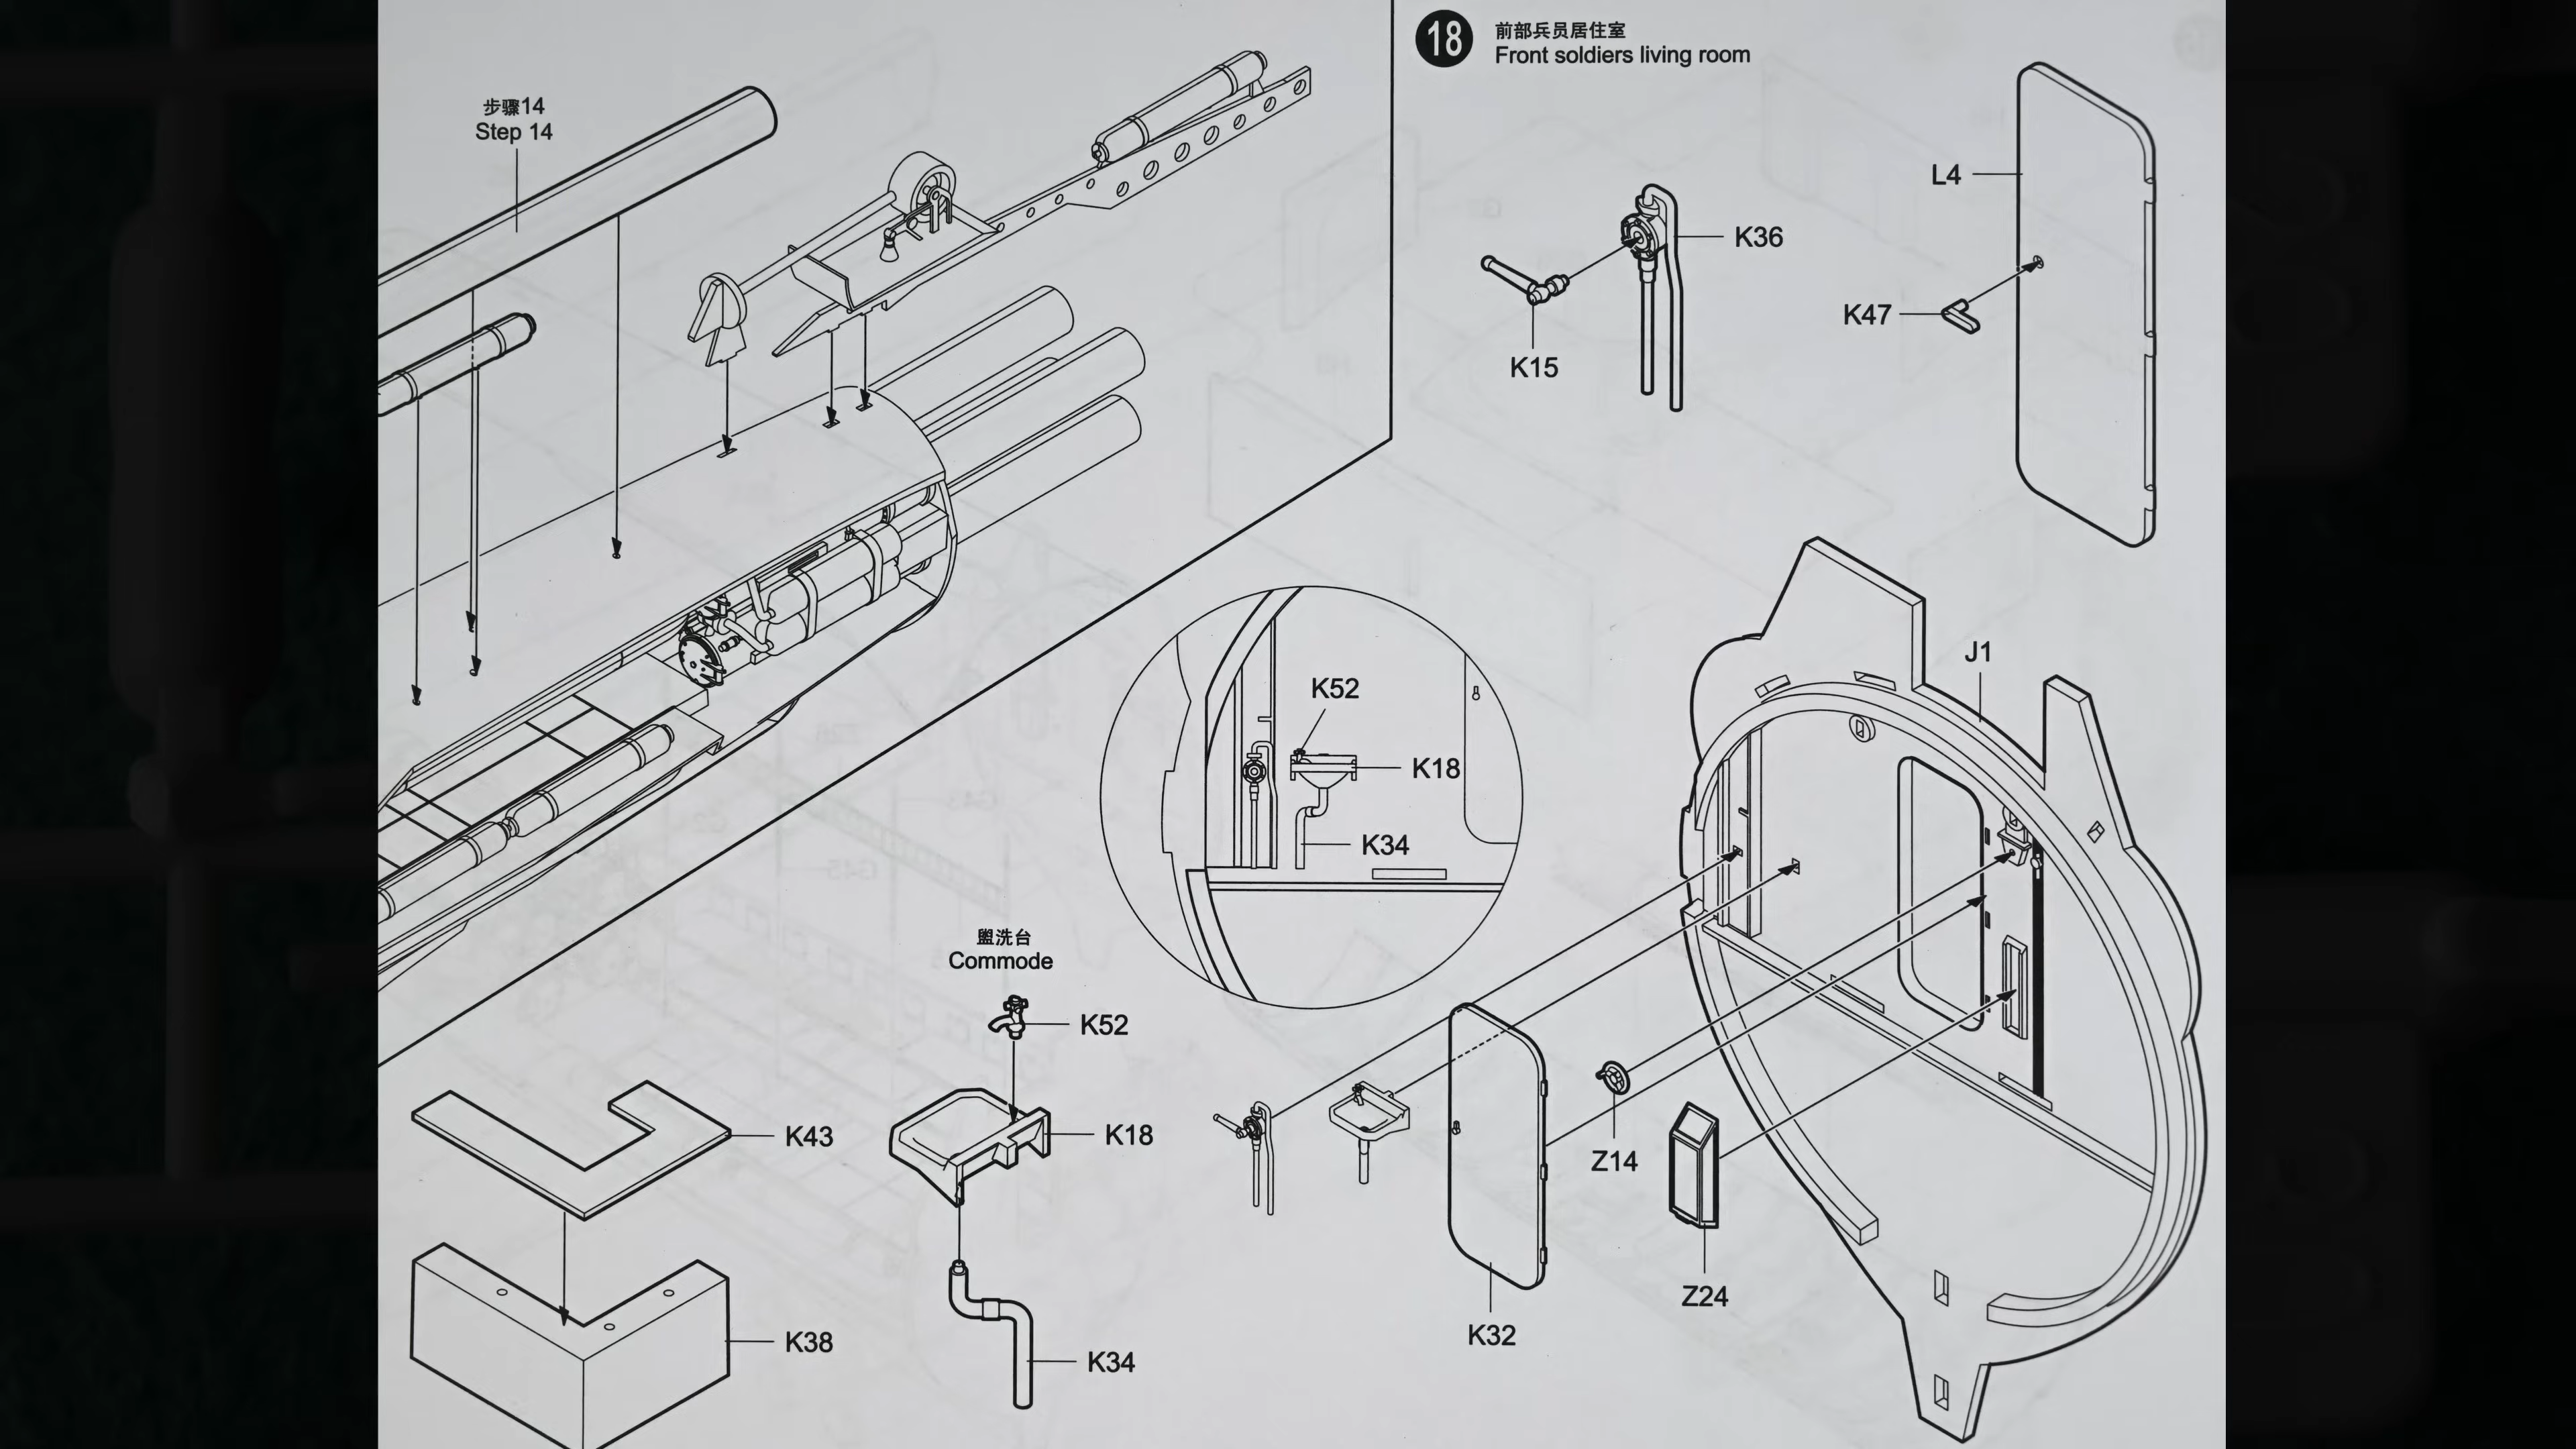 步骤14
Step 14
18
前部兵员居住室
Front soldiers living room
L4
K36
K47
K15
J1
K52
K18
K34
盥洗台
Commode
K52
K43
K18
K38
K34
Z14
Z24
K32